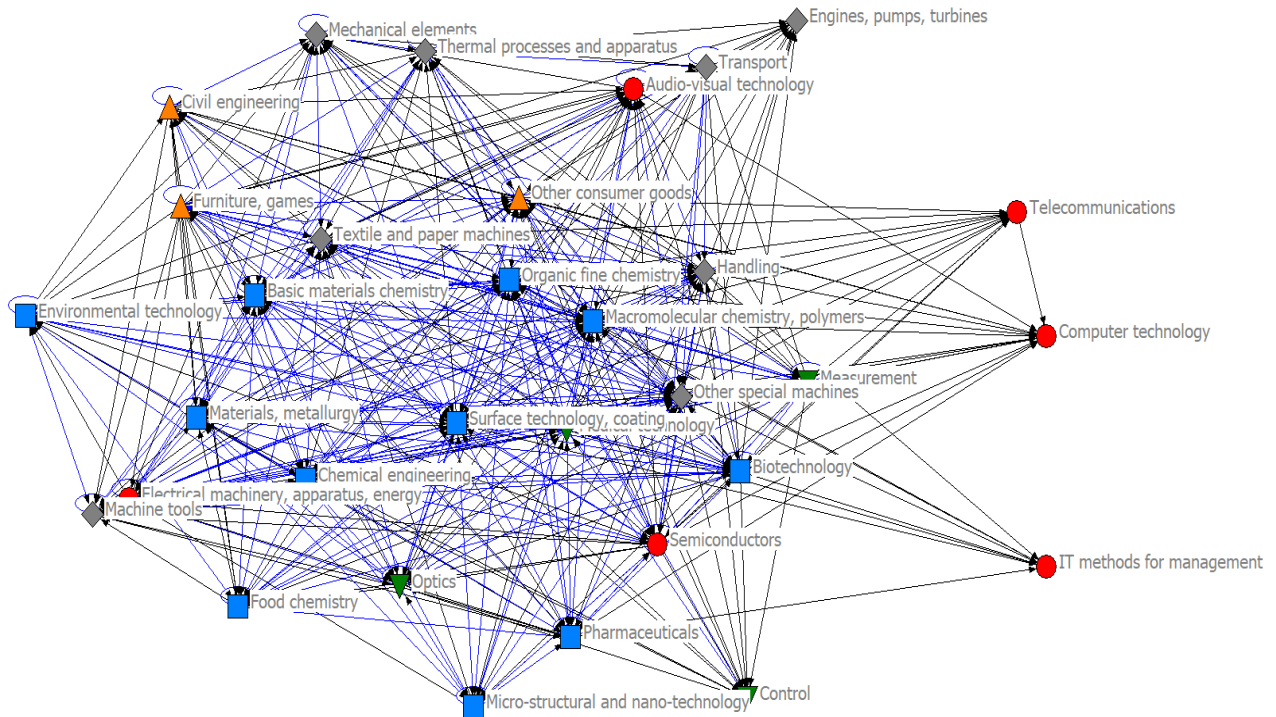 Engines, pumps, turbines
Mechanical elements
Thermal processes and apparatus
Transport
Audio-visual technology
Civil engineering
Other consumer goods
Furniture, games
Telecommunications
Textile and paper machines
Handling
Organic fine chemistry
Basic materials chemistry
Environmental technology
Macromolecular chemistry, polymers
Computer technology
Measurement
Other special machines
Materials, metallurgy
Surface technology, coating
technology
Biotechnology
Chemical engineering
Electrical machinery, apparatus, energy
Machine tools
Semiconductors
IT methods for management
Optics
Food chemistry
Pharmaceuticals
Control
Micro-structural and nano-technology